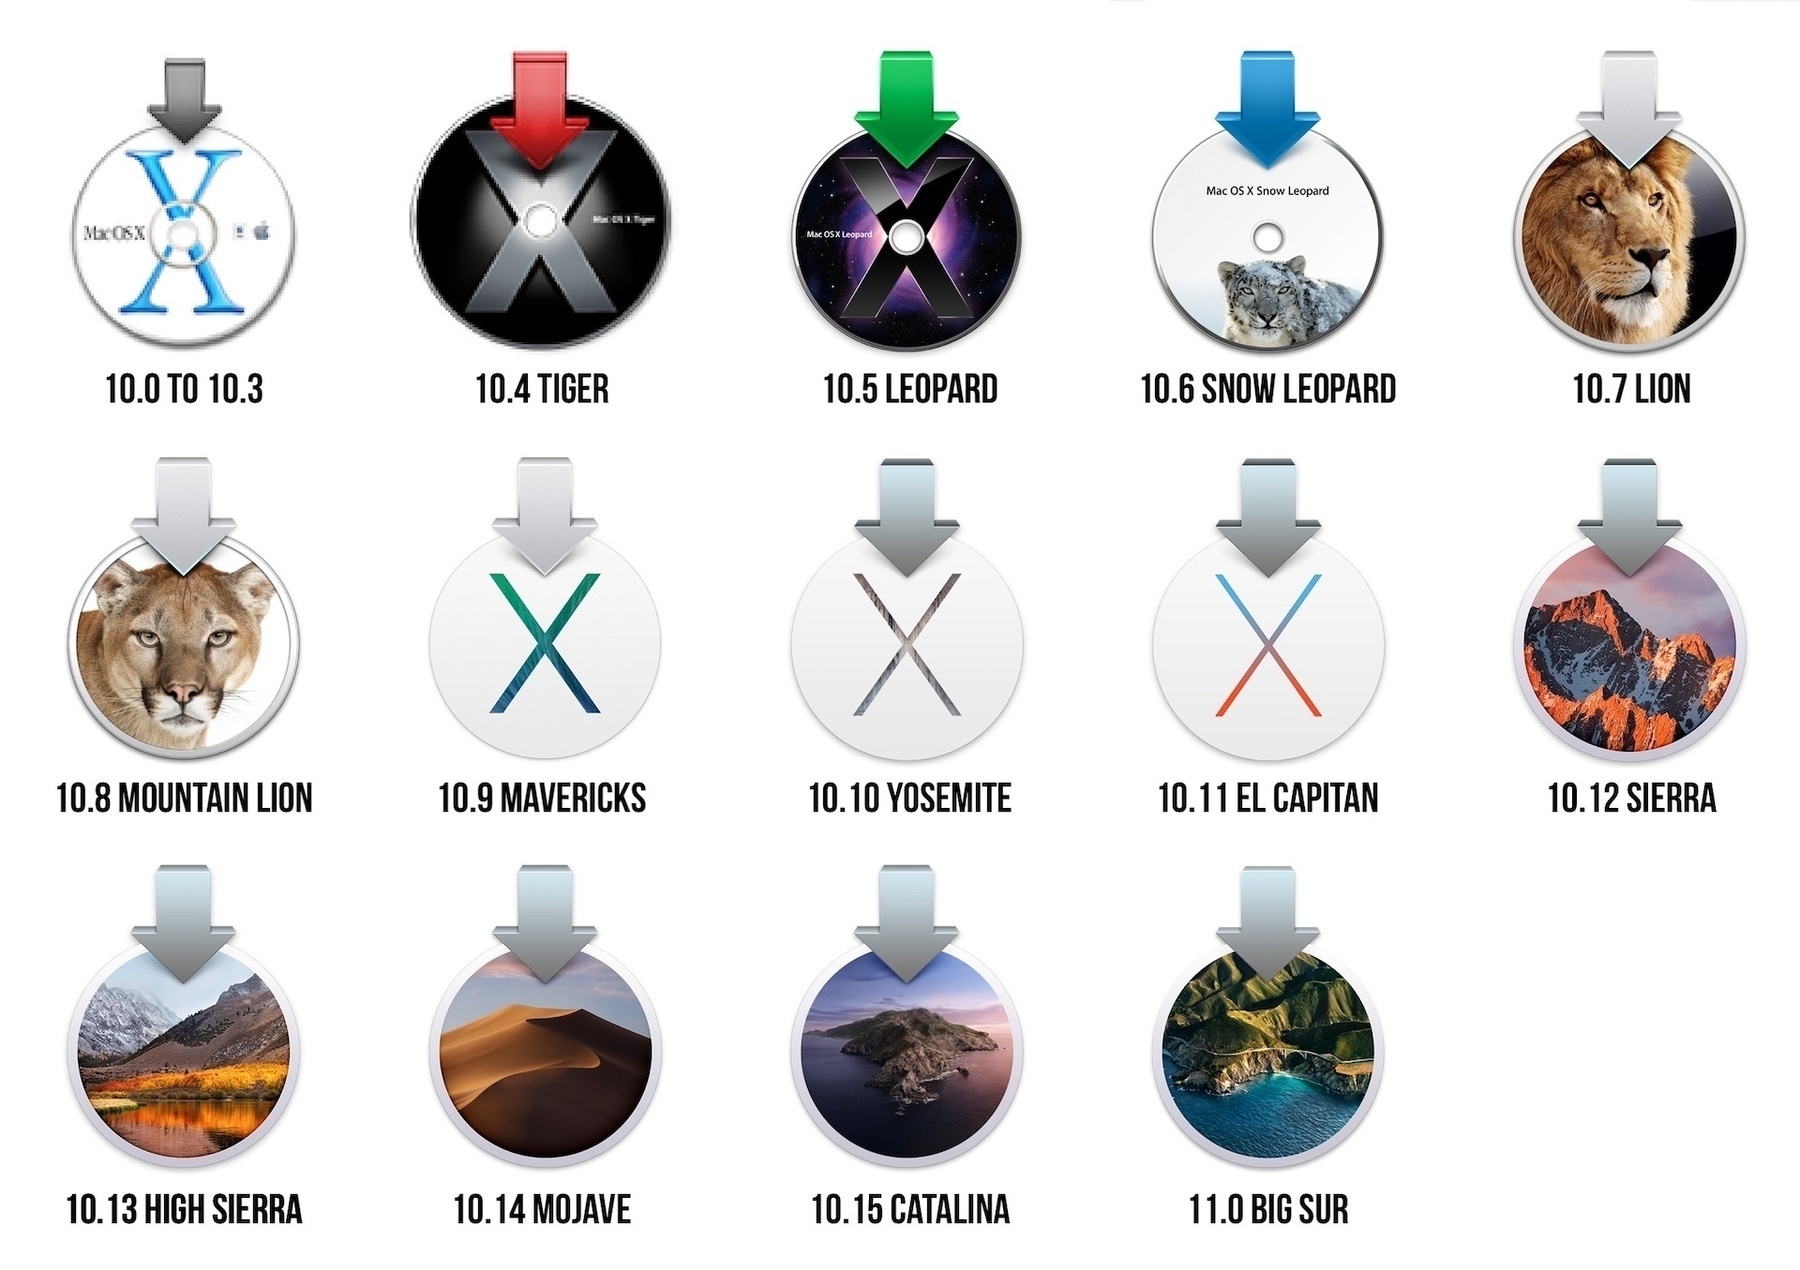 Mac OS X
Mac OS X Tiger
Mac OS X Leopard
Mac OS X Snow Leopard
10.0 TO 10.3
10.4 TIGER
10.5 LEOPARD
10.6 SNOW LEOPARD
10.7 LION
10.8 MOUNTAIN LION
10.9 MAVERICKS
10.10 YOSEMITE
10.11 EL CAPITAN
10.12 SIERRA
10.13 HIGH SIERRA
10.14 MOJAVE
10.15 CATALINA
11.0 BIG SUR